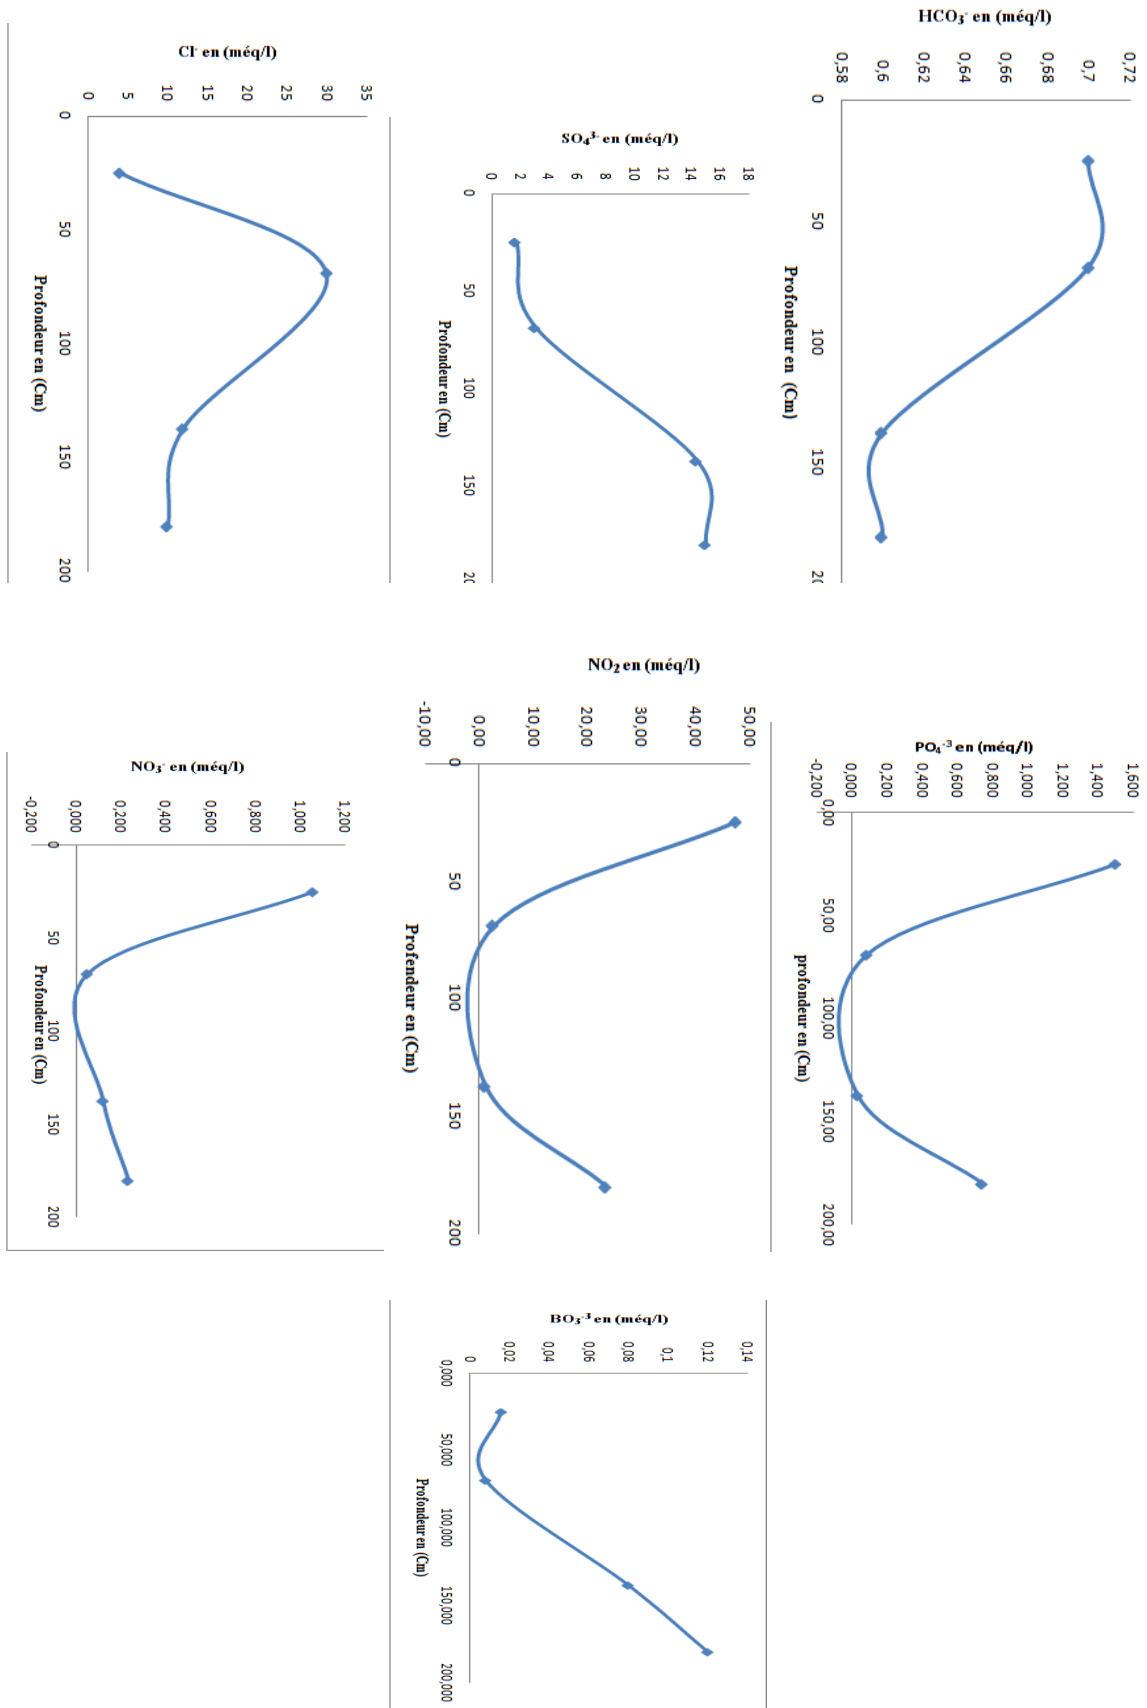 Cl⁻ en (méq/l)
0 5 10 15 20 25 30 35
0
50
100
150
200
Profondeur en (Cm)
SO₄³⁻ en (méq/l)
0 2 4 6 8 10 12 14 16 18
0
50
100
150
Profondeur en (Cm)
HCO₃⁻ en (méq/l)
0,58 0,6 0,62 0,64 0,66 0,68 0,7 0,72
0
50
100
150
Profondeur en (Cm)
NO₃⁻ en (méq/l)
-0,200 0,000 0,200 0,400 0,600 0,800 1,000 1,200
0
50
100
150
200
Profondeur en (Cm)
NO₂ en (méq/l)
-10,00 0,00 10,00 20,00 30,00 40,00 50,00
0
50
100
150
200
Profendeur en (Cm)
PO₄⁻³ en (méq/l)
-0,200 0,000 0,200 0,400 0,600 0,800 1,000 1,200 1,400 1,600
0,00
50,00
100,00
150,00
200,00
profondeur en (Cm)
BO₃⁻³ en (méq/l)
0 0,02 0,04 0,06 0,08 0,1 0,12 0,14
0,000
50,000
100,000
150,000
200,000
Profondeur en (Cm)